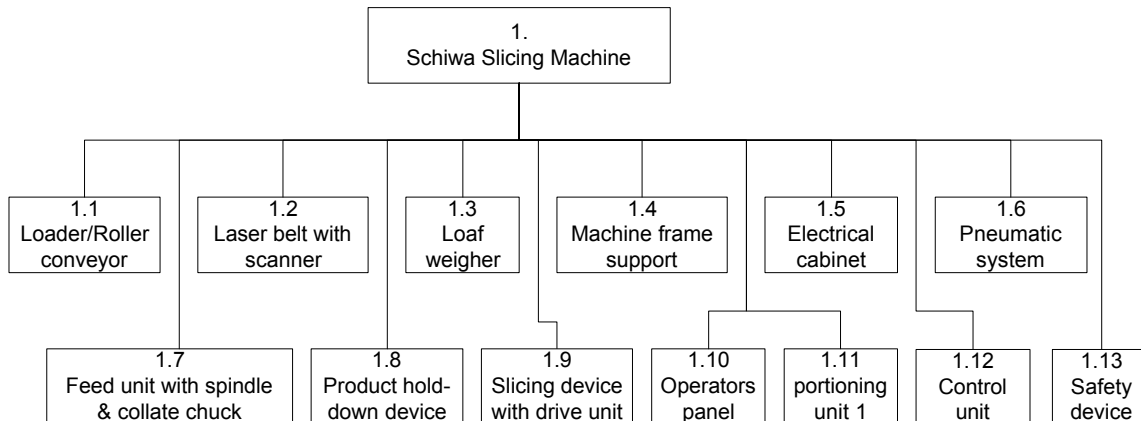 1.
Schiwa Slicing Machine
1.1
Loader/Roller
conveyor
1.2
Laser belt with
scanner
1.3
Loaf
weigher
1.4
Machine frame
support
1.5
Electrical
cabinet
1.6
Pneumatic
system
1.7
Feed unit with spindle
& collate chuck
1.8
Product hold-
down device
1.9
Slicing device
with drive unit
1.10
Operators
panel
1.11
portioning
unit 1
1.12
Control
unit
1.13
Safety
device